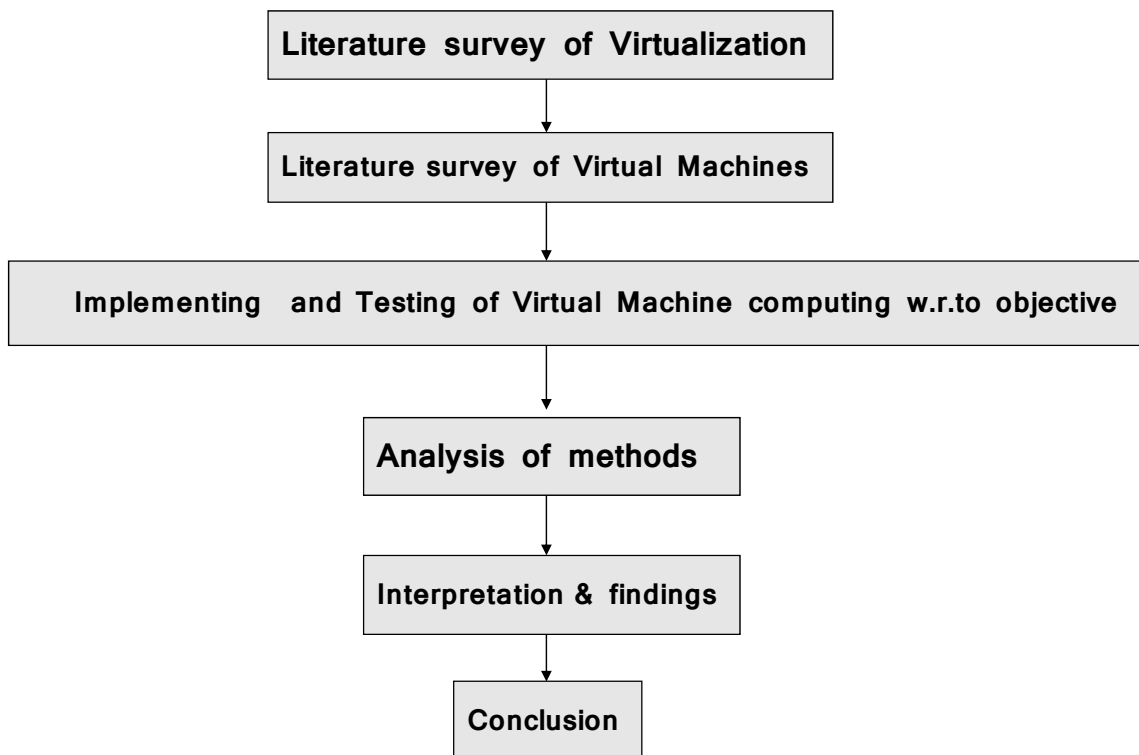 Literature survey of Virtualization
Literature survey of Virtual Machines
Implementing and Testing of Virtual Machine computing w.r.to objective
Analysis of methods
Interpretation & findings
Conclusion